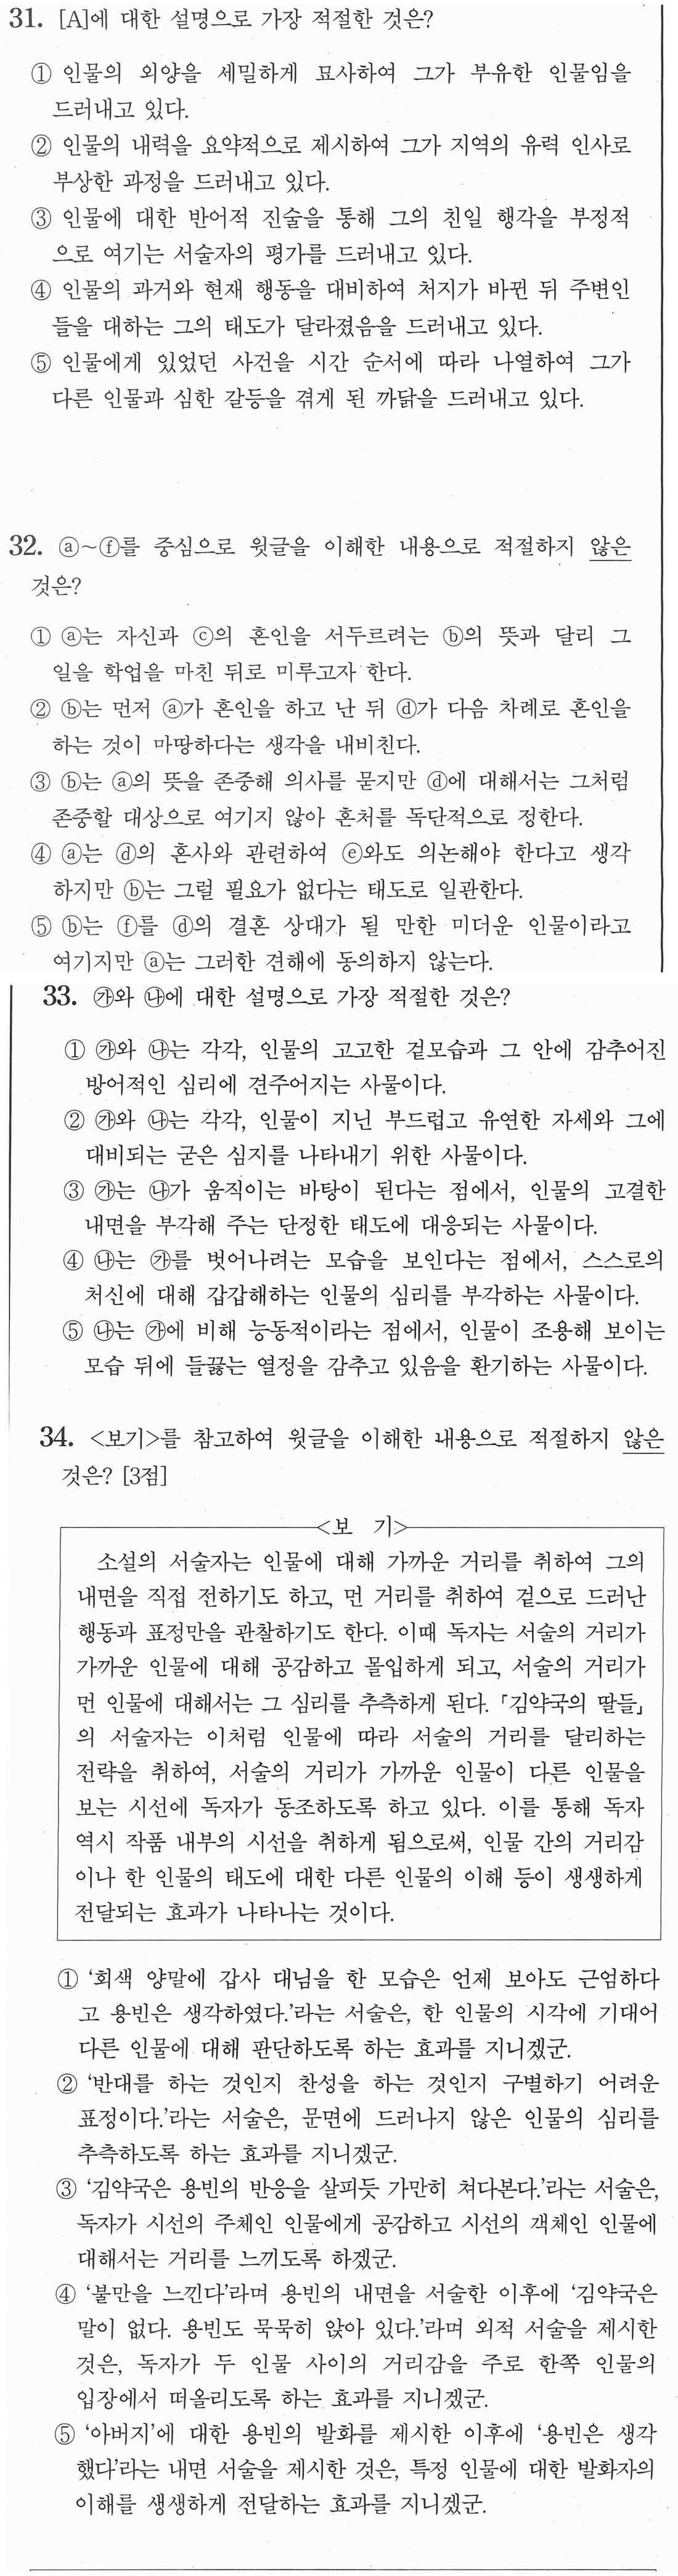 31. [A]에 대한 설명으로 가장 적절한 것은?
① 인물의 외양을 세밀하게 묘사하여 그가 부유한 인물임을
드러내고 있다.
② 인물의 내력을 요약적으로 제시하여 그가 지역의 유력 인사로
부상한 과정을 드러내고 있다.
③ 인물에 대한 반어적 진술을 통해 그의 친일 행각을 부정적
으로 여기는 서술자의 평가를 드러내고 있다.
④ 인물의 과거와 현재 행동을 대비하여 처지가 바뀐 뒤 주변인
들을 대하는 그의 태도가 달라졌음을 드러내고 있다.
⑤ 인물에게 있었던 사건을 시간 순서에 따라 나열하여 그가
다른 인물과 심한 갈등을 겪게 된 까닭을 드러내고 있다.
32. ⓐ~ⓕ를 중심으로 윗글을 이해한 내용으로 적절하지 않은
것은?
① ⓐ는 자신과 ⓒ의 혼인을 서두르려는 ⓑ의 뜻과 달리 그
일을 학업을 마친 뒤로 미루고자 한다.
② ⓑ는 먼저 ⓐ가 혼인을 하고 난 뒤 ⓓ가 다음 차례로 혼인을
하는 것이 마땅하다는 생각을 내비친다.
③ ⓑ는 ⓐ의 뜻을 존중해 의사를 묻지만 ⓓ에 대해서는 그처럼
존중할 대상으로 여기지 않아 혼처를 독단적으로 정한다.
④ ⓐ는 ⓓ의 혼사와 관련하여 ⓔ와도 의논해야 한다고 생각
하지만 ⓑ는 그럴 필요가 없다는 태도로 일관한다.
⑤ ⓑ는 ⓕ를 ⓓ의 결혼 상대가 될 만한 미더운 인물이라고
여기지만 ⓐ는 그러한 견해에 동의하지 않는다.
33. ㉮와 ㉯에 대한 설명으로 가장 적절한 것은?
① ㉮와 ㉯는 각각, 인물의 고고한 겉모습과 그 안에 감추어진
방어적인 심리에 견주어지는 사물이다.
② ㉮와 ㉯는 각각, 인물이 지닌 부드럽고 유연한 자세와 그에
대비되는 굳은 심지를 나타내기 위한 사물이다.
③ ㉮는 ㉯가 움직이는 바탕이 된다는 점에서, 인물의 고결한
내면을 부각해 주는 단정한 태도에 대응되는 사물이다.
④ ㉯는 ㉮를 벗어나려는 모습을 보인다는 점에서, 스스로의
처신에 대해 갑갑해하는 인물의 심리를 부각하는 사물이다.
⑤ ㉯는 ㉮에 비해 능동적이라는 점에서, 인물이 조용해 보이는
모습 뒤에 들끓는 열정을 감추고 있음을 환기하는 사물이다.
34. <보기>를 참고하여 윗글을 이해한 내용으로 적절하지 않은
것은? [3점]
<보 기>
소설의 서술자는 인물에 대해 가까운 거리를 취하여 그의
내면을 직접 전하기도 하고, 먼 거리를 취하여 겉으로 드러난
행동과 표정만을 관찰하기도 한다. 이때 독자는 서술의 거리가
가까운 인물에 대해 공감하고 몰입하게 되고, 서술의 거리가
먼 인물에 대해서는 그 심리를 추측하게 된다. 「김약국의 딸들」
의 서술자는 이처럼 인물에 따라 서술의 거리를 달리하는
전략을 취하여, 서술의 거리가 가까운 인물이 다른 인물을
보는 시선에 독자가 동조하도록 하고 있다. 이를 통해 독자
역시 작품 내부의 시선을 취하게 됨으로써, 인물 간의 거리감
이나 한 인물의 태도에 대한 다른 인물의 이해 등이 생생하게
전달되는 효과가 나타나는 것이다.
① ‘회색 양말에 갑사 대님을 한 모습은 언제 보아도 근엄하다
고 용빈은 생각하였다.’라는 서술은, 한 인물의 시각에 기대어
다른 인물에 대해 판단하도록 하는 효과를 지니겠군.
② ‘반대를 하는 것인지 찬성을 하는 것인지 구별하기 어려운
표정이다.’라는 서술은, 문면에 드러나지 않은 인물의 심리를
추측하도록 하는 효과를 지니겠군.
③ ‘김약국은 용빈의 반응을 살피듯 가만히 쳐다본다.’라는 서술은,
독자가 시선의 주체인 인물에게 공감하고 시선의 객체인 인물에
대해서는 거리를 느끼도록 하겠군.
④ ‘불만을 느낀다’라며 용빈의 내면을 서술한 이후에 ‘김약국은
말이 없다. 용빈도 묵묵히 앉아 있다.’라며 외적 서술을 제시한
것은, 독자가 두 인물 사이의 거리감을 주로 한쪽 인물의
입장에서 떠올리도록 하는 효과를 지니겠군.
⑤ ‘아버지’에 대한 용빈의 발화를 제시한 이후에 ‘용빈은 생각
했다’라는 내면 서술을 제시한 것은, 특정 인물에 대한 발화자의
이해를 생생하게 전달하는 효과를 지니겠군.